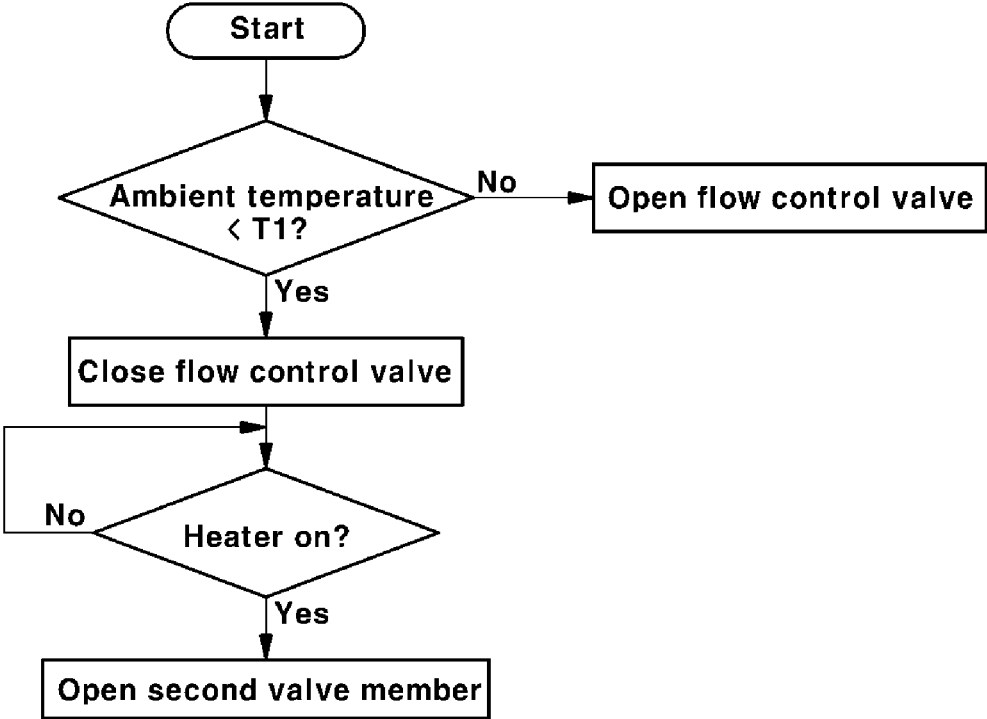 Start
Ambient temperature
< T1?
No
Open flow control valve
Yes
Close flow control valve
No
Heater on?
Yes
Open second valve member